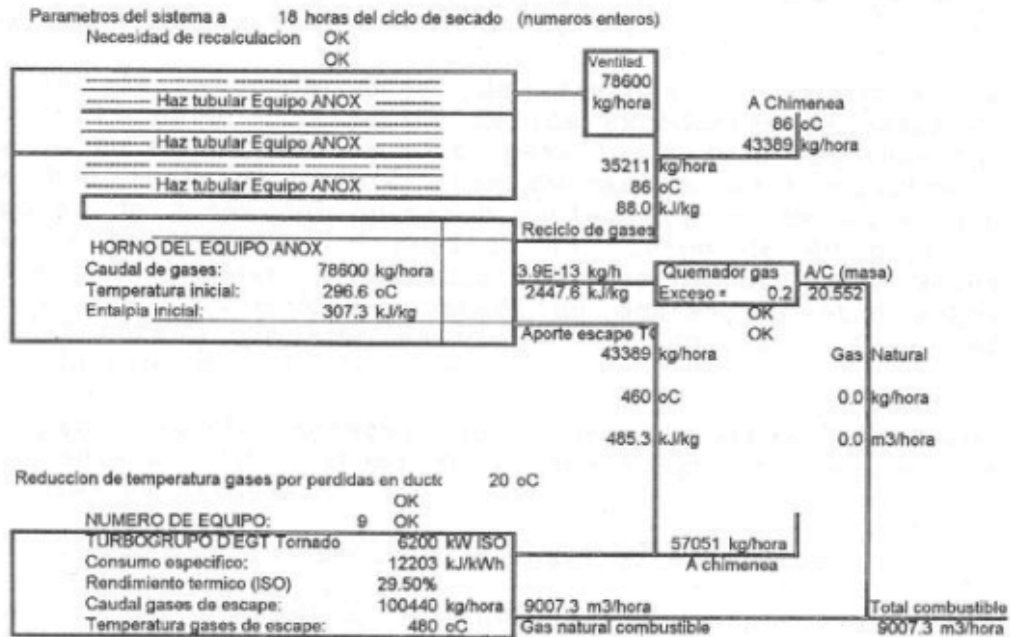 Parametros del sistema a 18 horas del ciclo de secado (numeros enteros)
Necesidad de recalculacion OK
OK
Ventilad.
78600
kg/hora
Haz tubular Equipo ANOX
Haz tubular Equipo ANOX
Haz tubular Equipo ANOX
A Chimenea
86 oC
43389 kg/hora
35211 kg/hora
86 oC
88.0 kJ/kg
Reciclo de gases
HORNO DEL EQUIPO ANOX
Caudal de gases: 78600 kg/hora
Temperatura inicial: 296.6 oC
Entalpia inicial: 307.3 kJ/kg
3.9E-13 kg/h
2447.6 kJ/kg
Quemador gas
Exceso = 0.2
OK
OK
A/C (masa)
20.552
Aporte escape TG
43389 kg/hora
460 oC
485.3 kJ/kg
Gas Natural
0.0 kg/hora
0.0 m3/hora
Reduccion de temperatura gases por perdidas en ducto 20 oC
OK
NUMERO DE EQUIPO: 9 OK
TURBOGRUPO D'EGT Tornado 6200 kW ISO
Consumo especifico: 12203 kJ/kWh
Rendimiento termico (ISO) 29.50%
Caudal gases de escape: 100440 kg/hora
Temperatura gases de escape: 480 oC
57051 kg/hora
A chimenea
9007.3 m3/hora
Gas natural combustible
Total combustible
9007.3 m3/hora